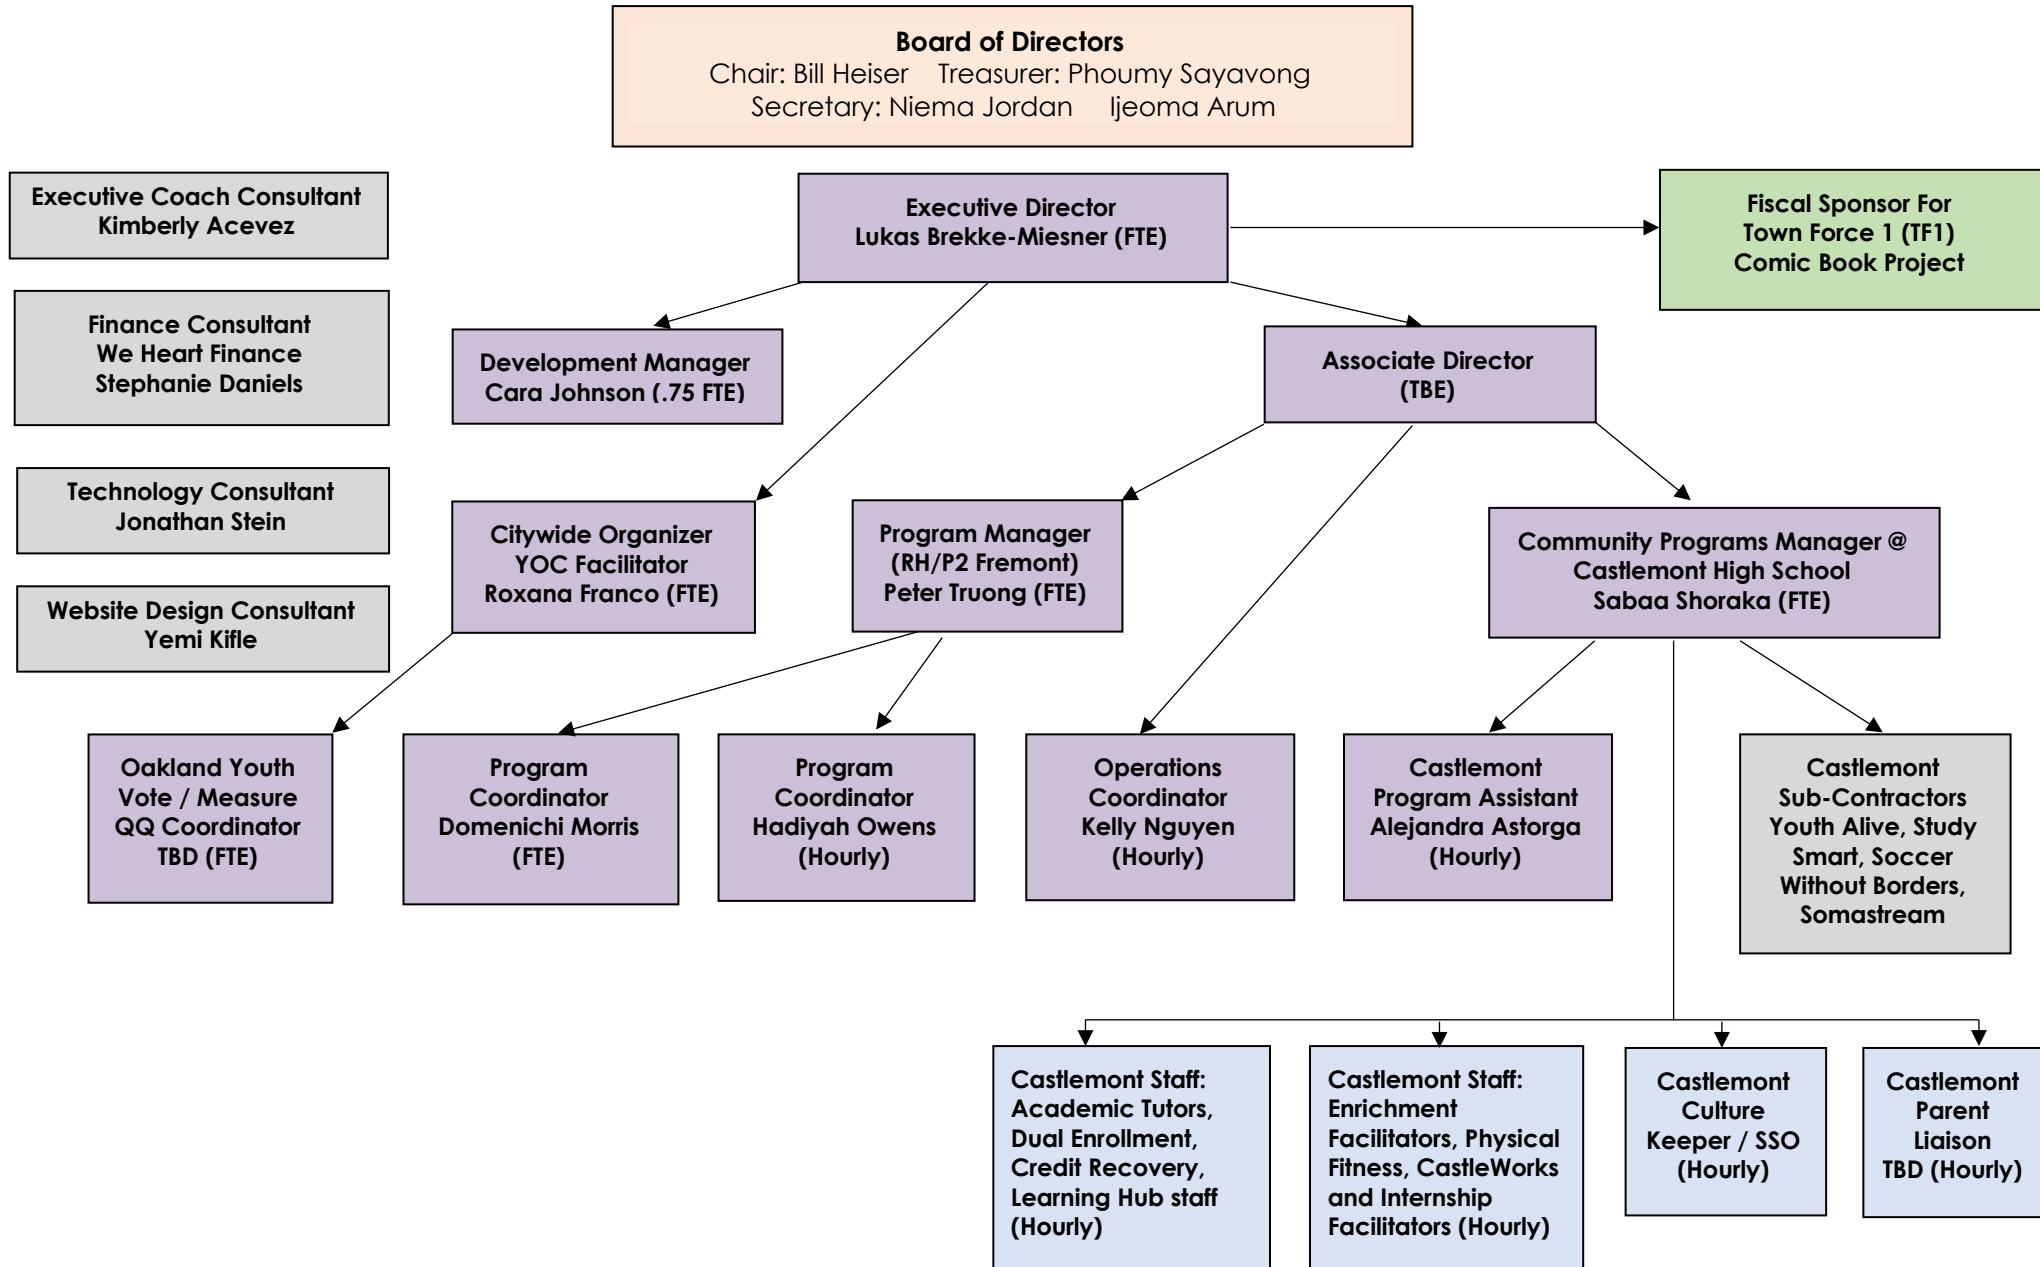 Board of Directors
Chair: Bill Heiser Treasurer: Phoumy Sayavong
Secretary: Niema Jordan Ijeoma Arum
Executive Coach Consultant
Kimberly Acevez
Executive Director
Lukas Brekke-Miesner (FTE)
Fiscal Sponsor For
Town Force 1 (TF1)
Comic Book Project
Finance Consultant
We Heart Finance
Stephanie Daniels
Development Manager
Cara Johnson (.75 FTE)
Associate Director
(TBE)
Technology Consultant
Jonathan Stein
Citywide Organizer
YOC Facilitator
Roxana Franco (FTE)
Program Manager
(RH/P2 Fremont)
Peter Truong (FTE)
Community Programs Manager @
Castlemont High School
Sabaa Shoraka (FTE)
Website Design Consultant
Yemi Kifle
Oakland Youth
Vote / Measure
QQ Coordinator
TBD (FTE)
Program
Coordinator
Domenichi Morris
(FTE)
Program
Coordinator
Hadiyah Owens
(Hourly)
Operations
Coordinator
Kelly Nguyen
(Hourly)
Castlemont
Program Assistant
Alejandra Astorga
(Hourly)
Castlemont
Sub-Contractors
Youth Alive, Study
Smart, Soccer
Without Borders,
Somastream
Castlemont Staff:
Academic Tutors,
Dual Enrollment,
Credit Recovery,
Learning Hub staff
(Hourly)
Castlemont Staff:
Enrichment
Facilitators, Physical
Fitness, CastleWorks
and Internship
Facilitators (Hourly)
Castlemont
Culture
Keeper / SSO
(Hourly)
Castlemont
Parent
Liaison
TBD (Hourly)